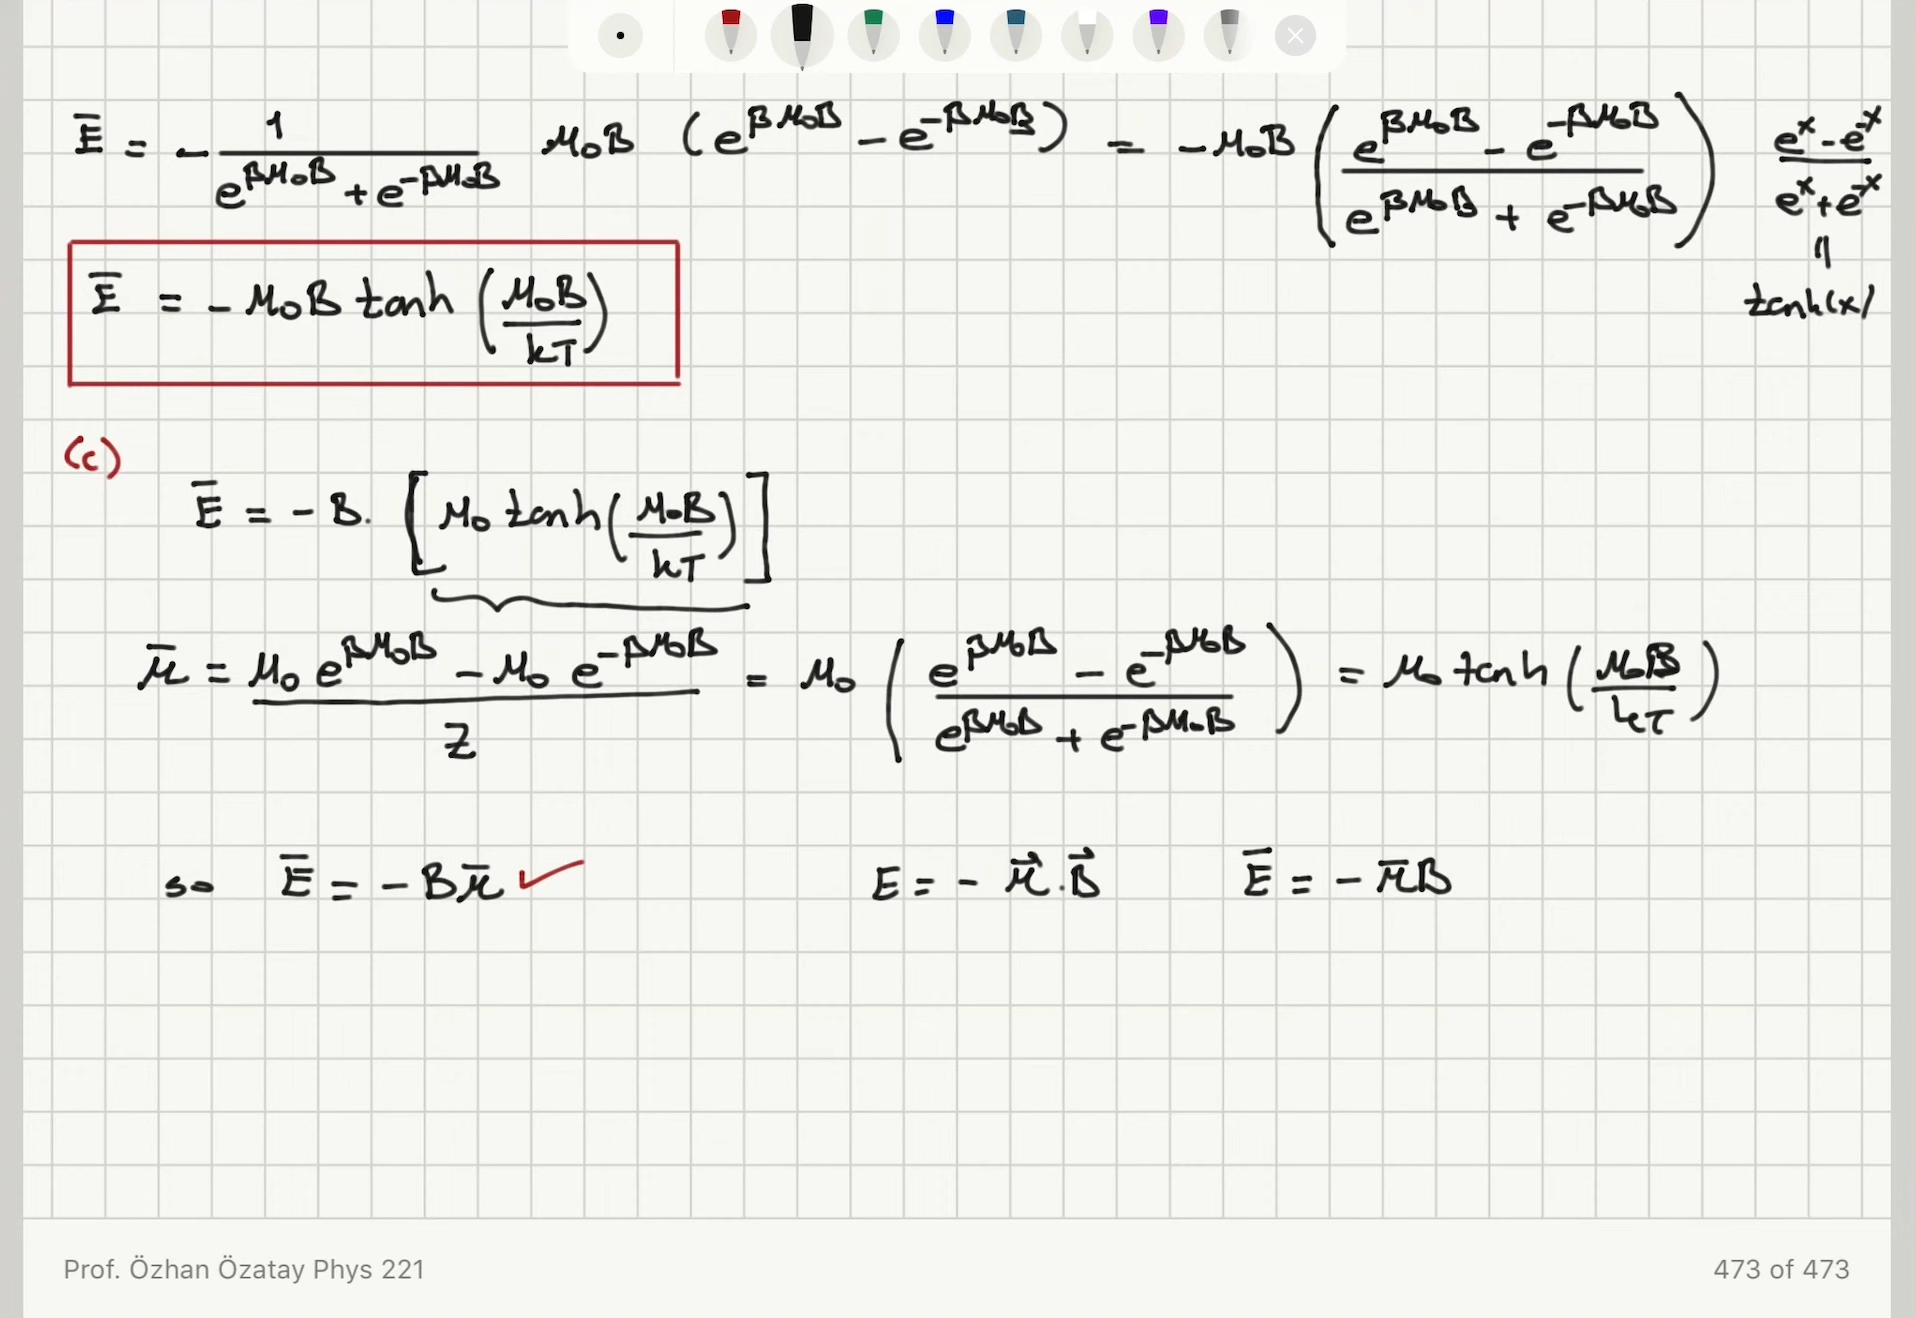 Ē = - 1 / (e^{βμ₀B} + e^{-βμ₀B}) μ₀B (e^{βμ₀B} - e^{-βμ₀B}) = -μ₀B ( (e^{βμ₀B} - e^{-βμ₀B}) / (e^{βμ₀B} + e^{-βμ₀B}) )
(e^x - e^{-x}) / (e^x + e^{-x}) = tanh(x)
Ē = - μ₀B tanh (μ₀B / kT)
(c)
Ē = - B. [μ₀ tanh (μ₀B / kT)]
μ̄ = (μ₀ e^{βμ₀B} - μ₀ e^{-βμ₀B}) / Z = μ₀ ( (e^{βμ₀B} - e^{-βμ₀B}) / (e^{βμ₀B} + e^{-βμ₀B}) ) = μ₀ tanh (μ₀B / kT)
so Ē = - Bμ̄ ✓ E = - μ⃗ . B⃗ Ē = - μ̄B
Prof. Özhan Özatay Phys 221 473 of 473